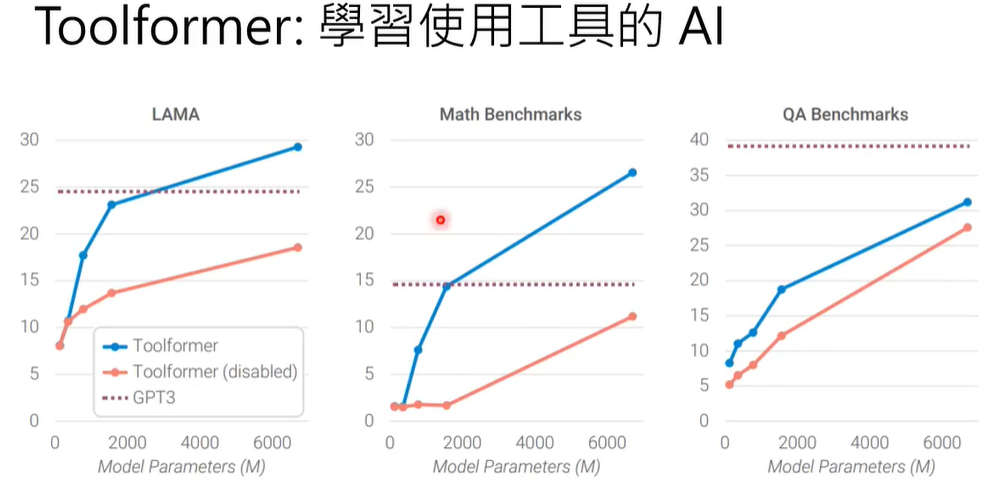 Toolformer: 學習使用工具的 AI
LAMA
30
25
20
15
10
5
0
0 2000 4000 6000
Model Parameters (M)
Toolformer
Toolformer (disabled)
GPT3
Math Benchmarks
30
25
20
15
10
5
0
0 2000 4000 6000
Model Parameters (M)
QA Benchmarks
40
35
30
25
20
15
10
5
0
0 2000 4000 6000
Model Parameters (M)